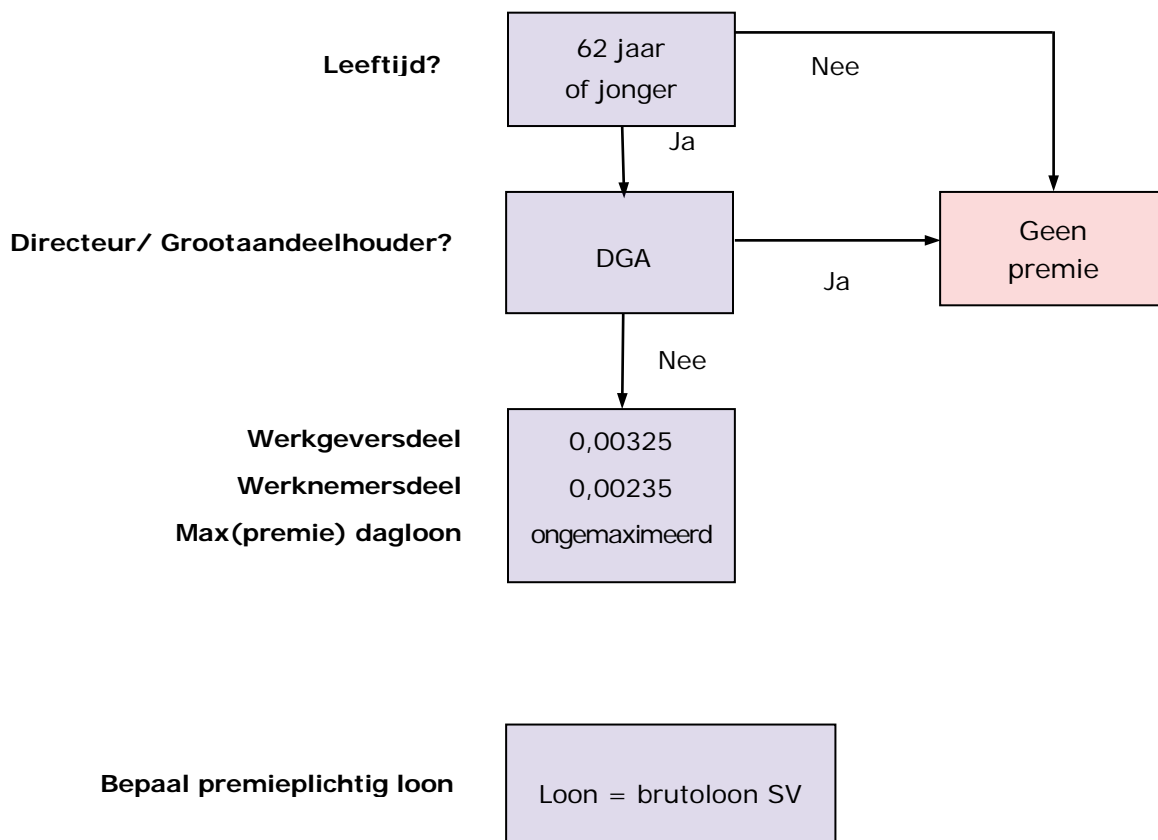 Leeftijd?
62 jaar
of jonger
Nee
Ja
Directeur/ Grootaandeelhouder?
DGA
Geen
premie
Ja
Nee
Werkgeversdeel
0,00325
Werknemersdeel
0,00235
Max(premie) dagloon
ongemaximeerd
Bepaal premieplichtig loon
Loon = brutoloon SV